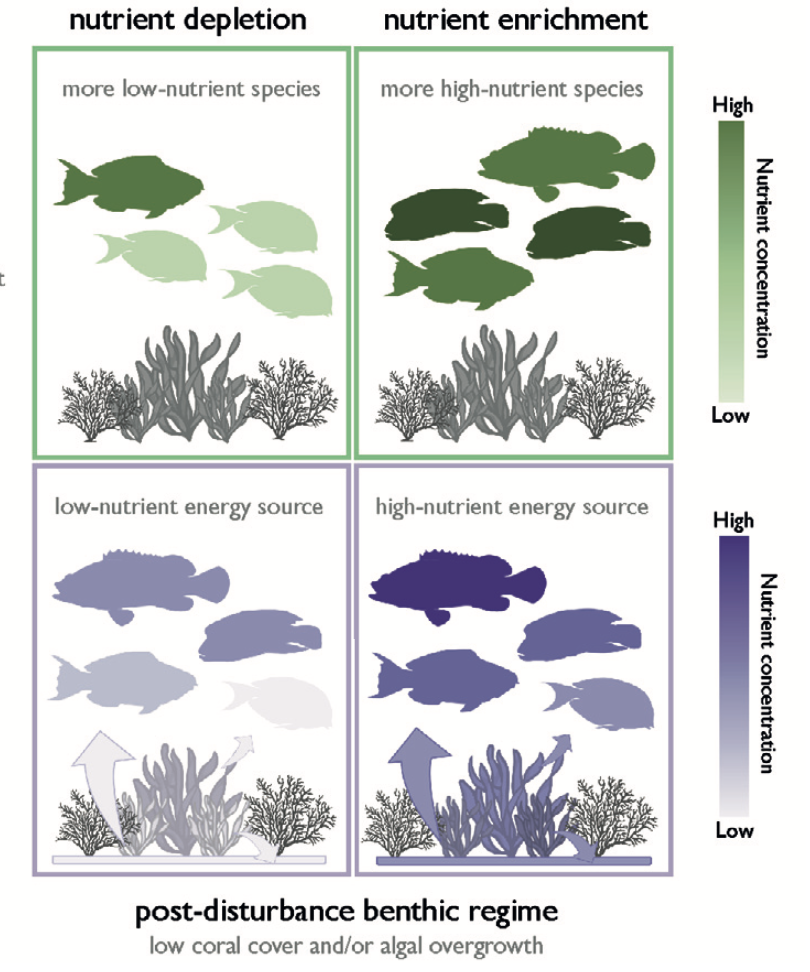 nutrient depletion
nutrient enrichment
more low-nutrient species
more high-nutrient species
High
Nutrient concentration
Low
t
low-nutrient energy source
high-nutrient energy source
High
Nutrient concentration
Low
post-disturbance benthic regime
low coral cover and/or algal overgrowth